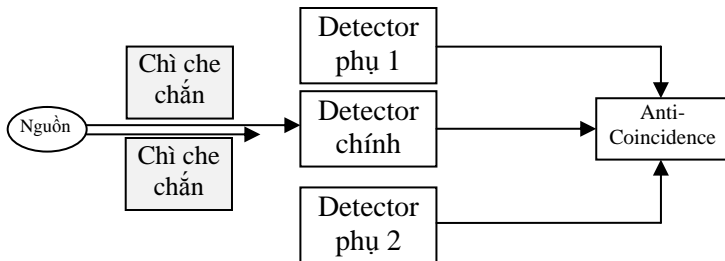 Detector
phụ 1
Chì che
chắn
Nguồn
Detector
chính
Anti-
Coincidence
Chì che
chắn
Detector
phụ 2